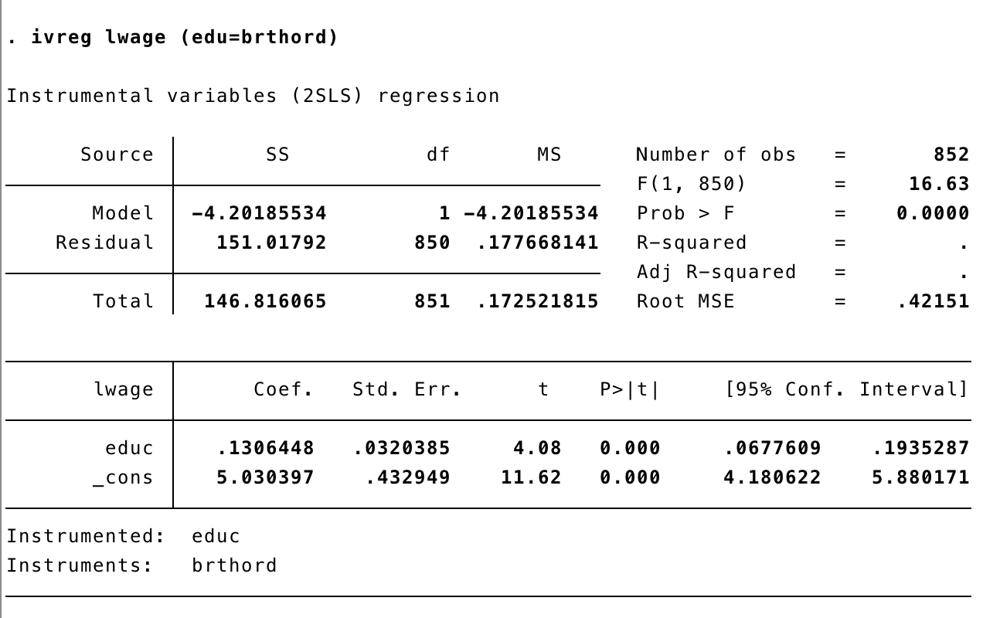 . ivreg lwage (edu=brthord)
Instrumental variables (2SLS) regression
Source | SS df MS Number of obs = 852
F(1, 850) = 16.63
Model | -4.20185534 1 -4.20185534 Prob > F = 0.0000
Residual | 151.01792 850 .177668141 R-squared = .
Adj R-squared = .
Total | 146.816065 851 .172521815 Root MSE = .42151
lwage | Coef. Std. Err. t P>|t| [95% Conf. Interval]
educ | .1306448 .0320385 4.08 0.000 .0677609 .1935287
_cons | 5.030397 .432949 11.62 0.000 4.180622 5.880171
Instrumented: educ
Instruments: brthord